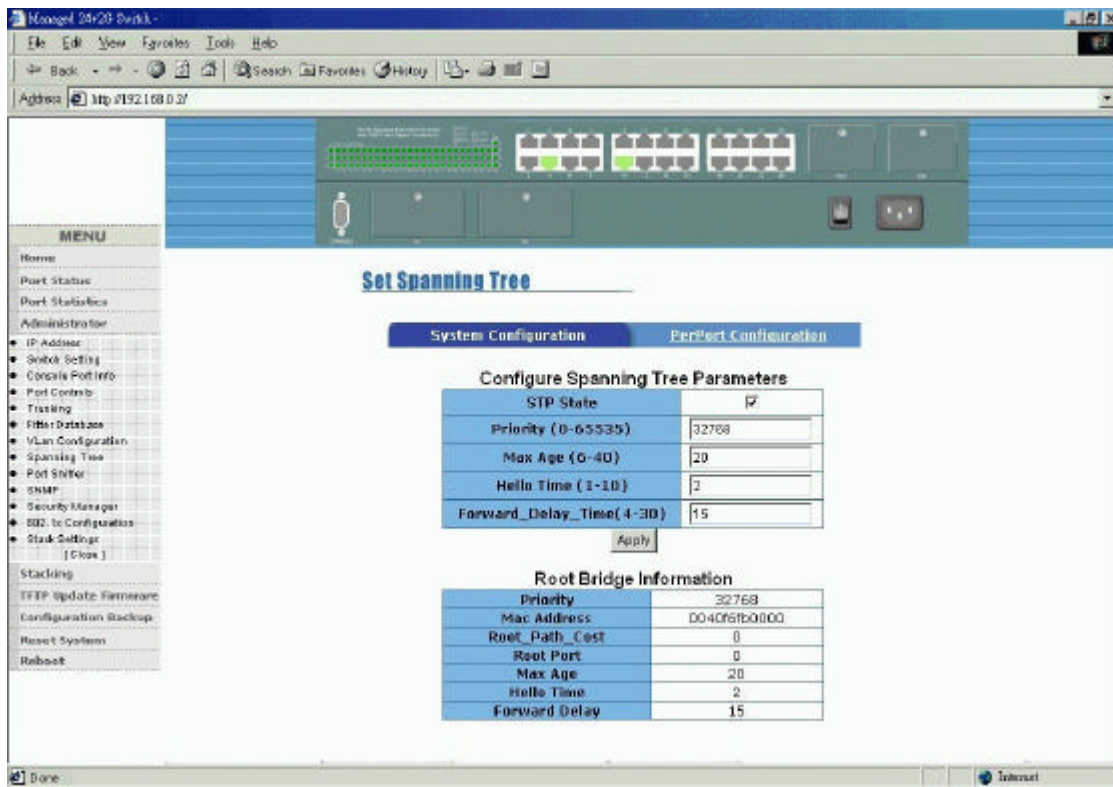 Managed 24+2G Switch -
File Edit View Favorites Tools Help
Back Search Favorites History
Address http://192.168.0.2/
MENU
Home
Port Status
Port Statistics
Administrator
IP Address
Switch Setting
Console Port Info
Port Controls
Trunking
Filter Database
VLan Configuration
Spanning Tree
Port Sniffer
SNMP
Security Manager
802.1x Configuration
Stack Settings
[ Close ]
Stacking
TFTP Update Firmware
Configuration Backup
Reset System
Reboot
Set Spanning Tree
System Configuration PerPort Configuration
Configure Spanning Tree Parameters
STP State
Priority (0-65535) 32768
Max Age (6-40) 20
Hello Time (1-10) 2
Forward_Delay_Time(4-30) 15
Apply
Root Bridge Information
Priority 32768
Mac Address 0040f6fb0000
Root_Path_Cost 0
Root Port 0
Max Age 20
Hello Time 2
Forward Delay 15
Done Internet